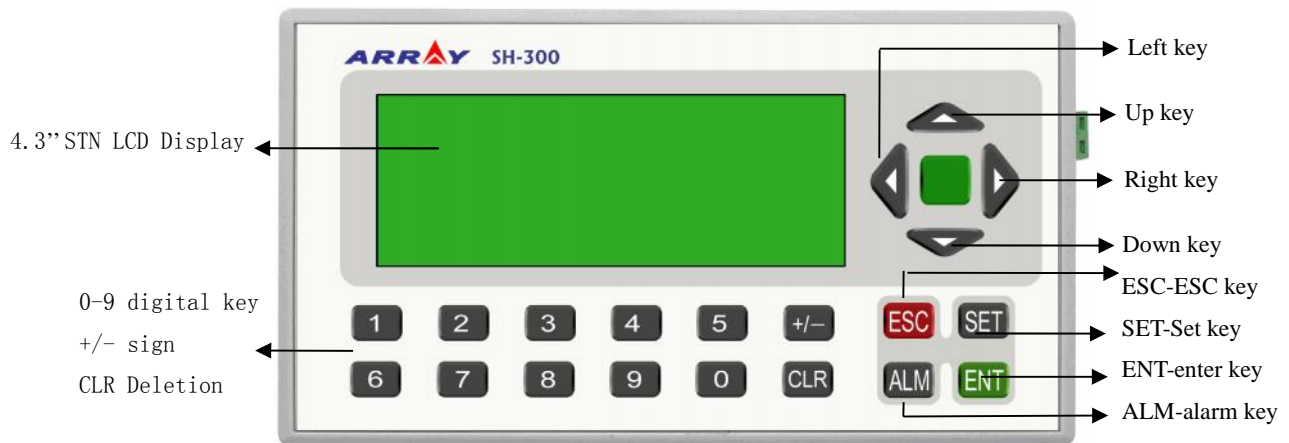 ARRAY SH-300
Left key
Up key
4.3” STN LCD Display
Right key
Down key
ESC-ESC key
0-9 digital key
+/- sign
CLR Deletion
1 2 3 4 5 +/-
ESC SET
SET-Set key
6 7 8 9 0 CLR
ALM ENT
ENT-enter key
ALM-alarm key